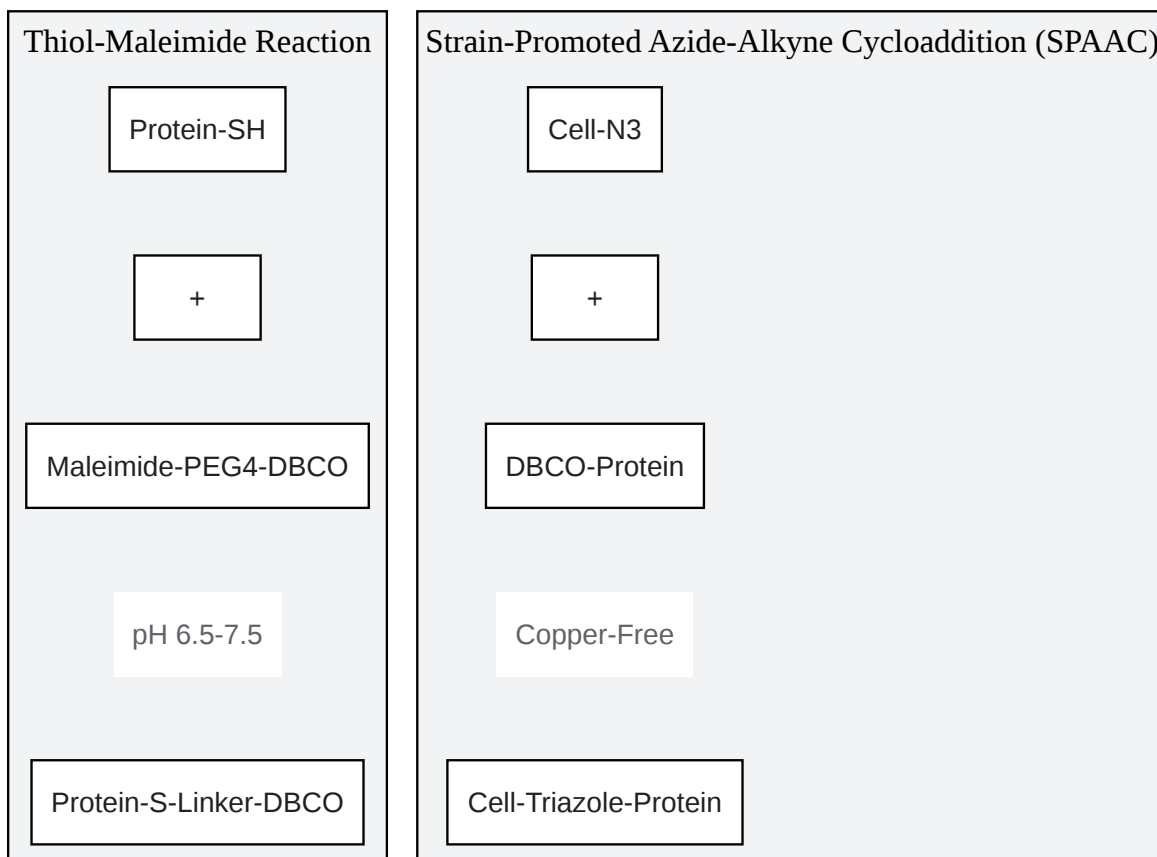 Thiol-Maleimide Reaction
Protein-SH
+
Maleimide-PEG4-DBCO
pH 6.5-7.5
Protein-S-Linker-DBCO
Strain-Promoted Azide-Alkyne Cycloaddition (SPAAC)
Cell-N3
+
DBCO-Protein
Copper-Free
Cell-Triazole-Protein